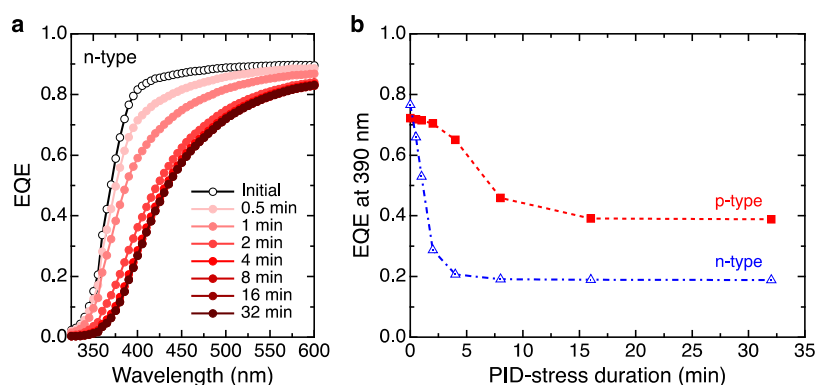 a
n-type
EQE
1.0
0.8
0.6
0.4
0.2
0.0
Initial
0.5 min
1 min
2 min
4 min
8 min
16 min
32 min
350 400 450 500 550 600
Wavelength (nm)
b
EQE at 390 nm
1.0
0.8
0.6
0.4
0.2
0.0
p-type
n-type
0 5 10 15 20 25 30 35
PID-stress duration (min)